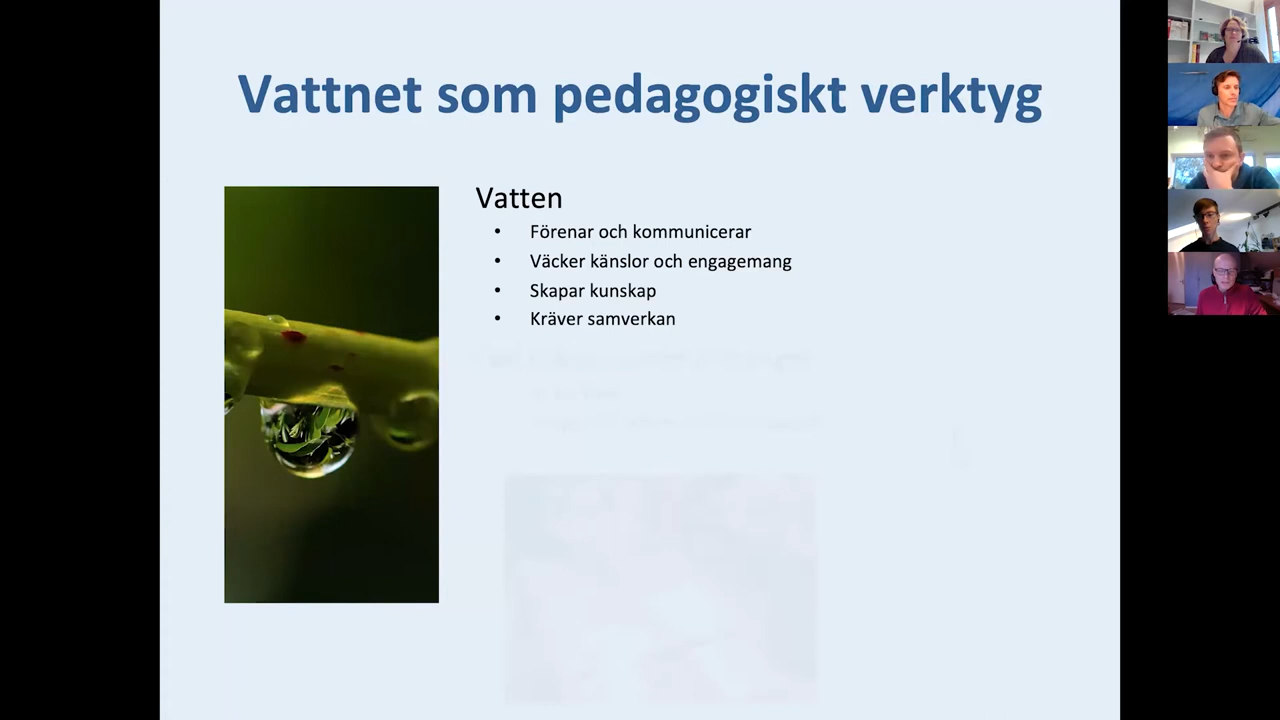 Vattnet som pedagogiskt verktyg
Vatten
• Förenar och kommunicerar
• Väcker känslor och engagemang
• Skapar kunskap
• Kräver samverkan